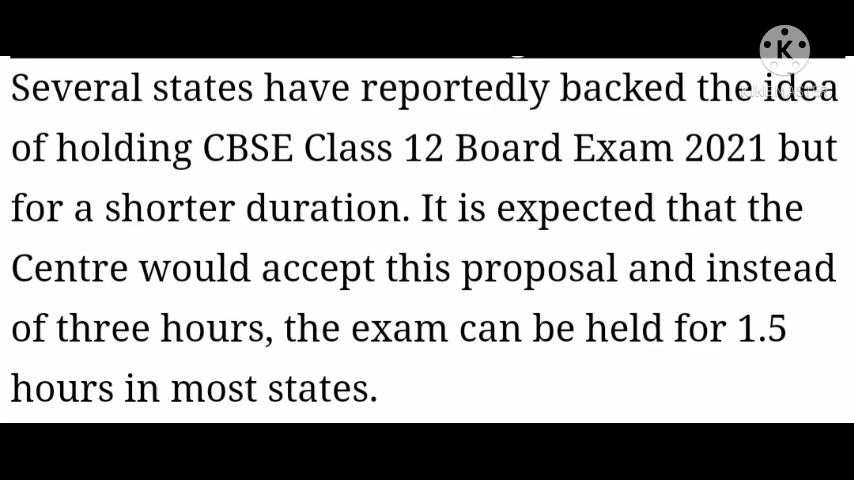 K
KINEMASTER
Several states have reportedly backed the idea
of holding CBSE Class 12 Board Exam 2021 but
for a shorter duration. It is expected that the
Centre would accept this proposal and instead
of three hours, the exam can be held for 1.5
hours in most states.